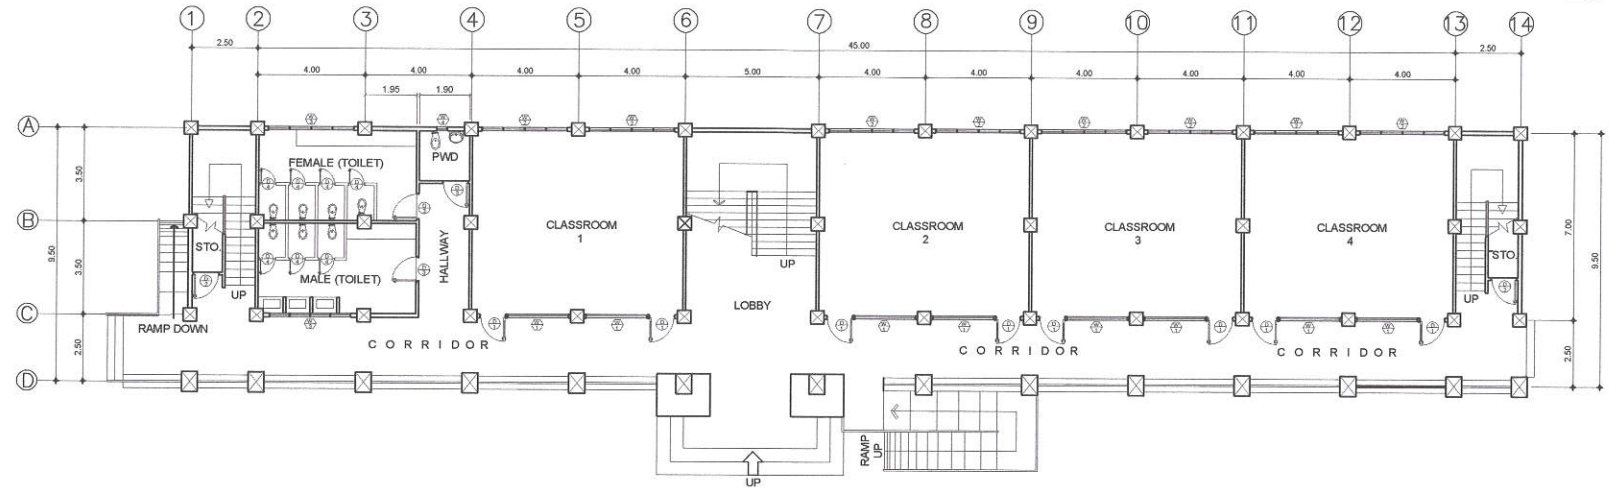 1 2 3 4 5 6 7 8 9 10 11 12 13 14
2.50 45.00 2.50
4.00 4.00 4.00 4.00 5.00 4.00 4.00 4.00 4.00 4.00 4.00
1.95 1.90
A
FEMALE (TOILET)
PWD
3.50
B
CLASSROOM
1
CLASSROOM
2
CLASSROOM
3
CLASSROOM
4
7.00
STO.
HALLWAY
STO.
9.50
3.50
9.50
MALE (TOILET)
UP
UP
UP
LOBBY
C
RAMP DOWN
CORRIDOR
CORRIDOR
CORRIDOR
2.50
2.50
D
RAMP
UP
UP